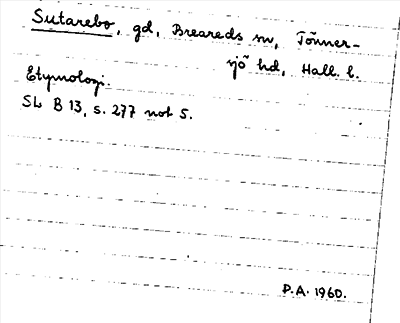 Sutarebo, gd, Breareds sn, Tönner-
sjö hd, Hall. l.
Etymologi.
SL B 13, s. 277 not 5.
P.A. 1960.